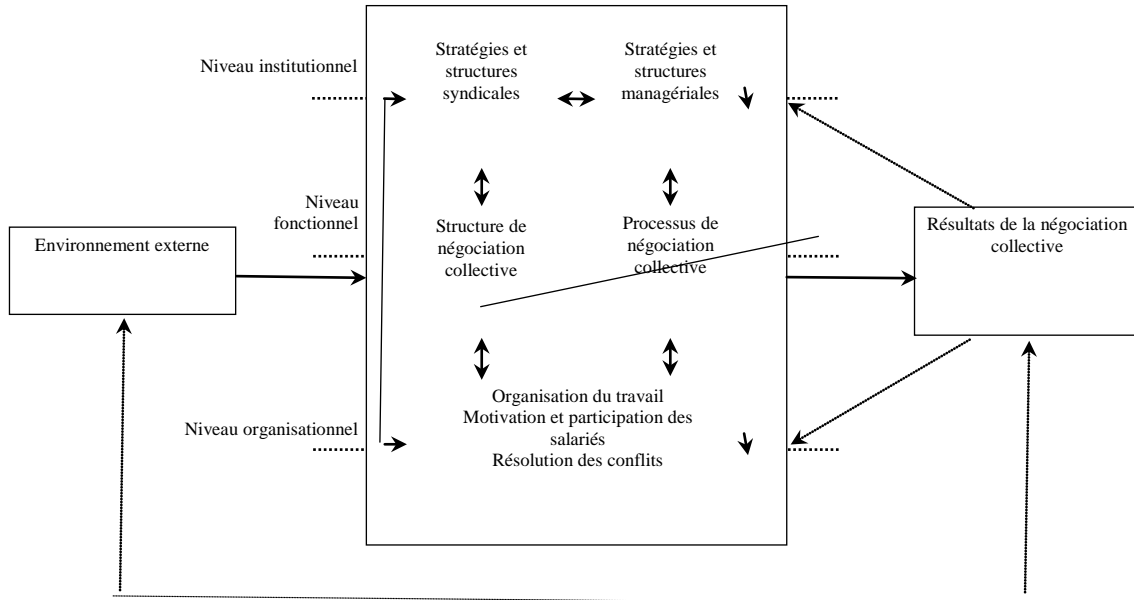 Niveau institutionnel
Stratégies et
structures
syndicales
Stratégies et
structures
managériales
Niveau
fonctionnel
Environnement externe
Structure de
négociation
collective
Processus de
négociation
collective
Résultats de la négociation
collective
Niveau organisationnel
Organisation du travail
Motivation et participation des
salariés
Résolution des conflits